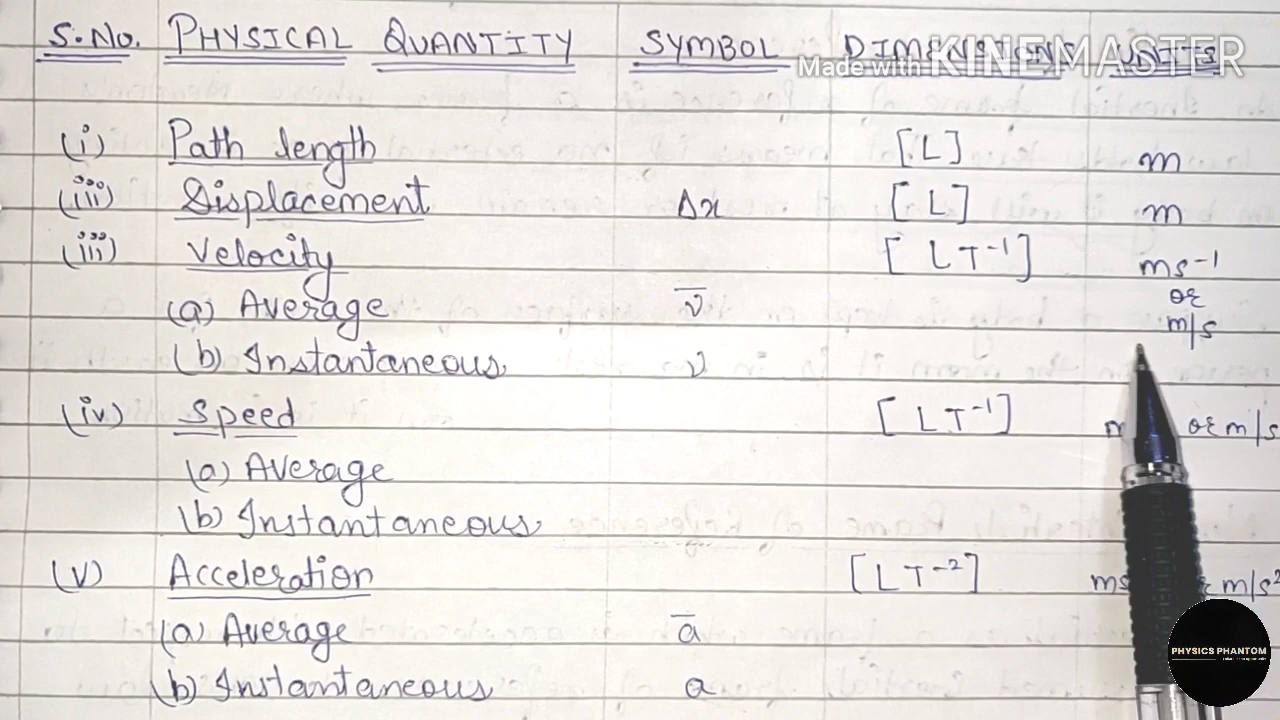 S.No. PHYSICAL QUANTITY SYMBOL DIMENSIONS UNITS
Made with KINEMASTER
(i) Path length [L] m
(iii) Displacement Δx [L] m
(iii) Velocity [LT⁻¹] ms⁻¹
or
(a) Average v̅ m/s
(b) Instantaneous v
(iv) Speed [LT⁻¹] or m/s
(a) Average
(b) Instantaneous
(v) Acceleration [LT⁻²] m/s²
(a) Average a̅
(b) Instantaneous a
PHYSICS PHANTOM